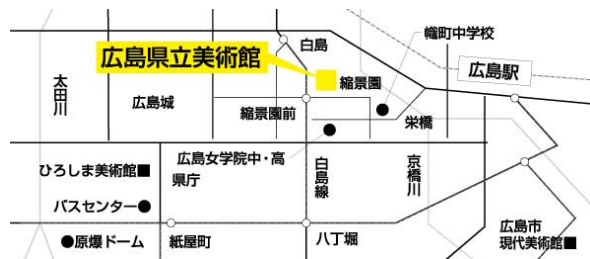 白島
幟町中学校
広島県立美術館
広島駅
太田川
広島城
縮景園
縮景園前
栄橋
広島女学院中・高
県庁
ひろしま美術館■
白島線
京橋川
バスセンター●
●原爆ドーム
紙屋町
八丁堀
広島市
現代美術館■